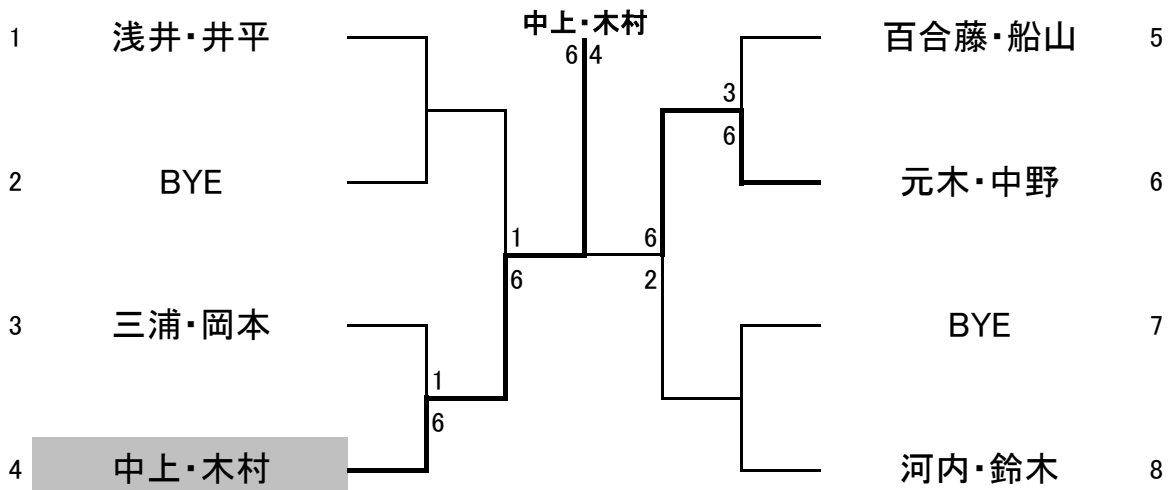 中上・木村
6 4
1 浅井・井平
百合藤・船山 5
3
6
2 BYE
元木・中野 6
1
6
6
2
3 三浦・岡本
BYE 7
1
6
4 中上・木村
河内・鈴木 8